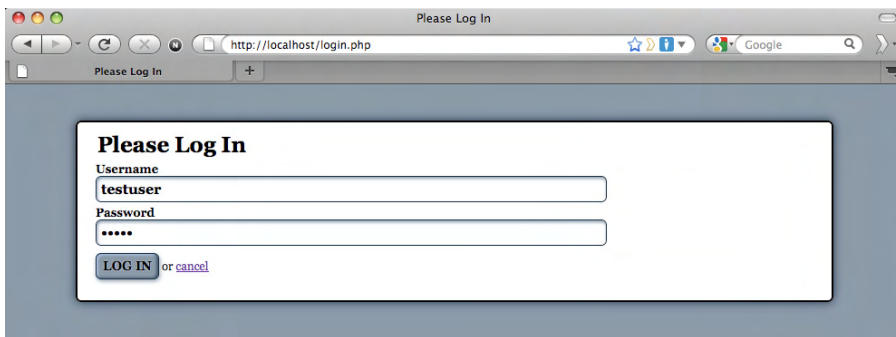 Please Log In
http://localhost/login.php
Google
Please Log In
+
Please Log In
Username
testuser
Password
•••••
LOG IN or cancel